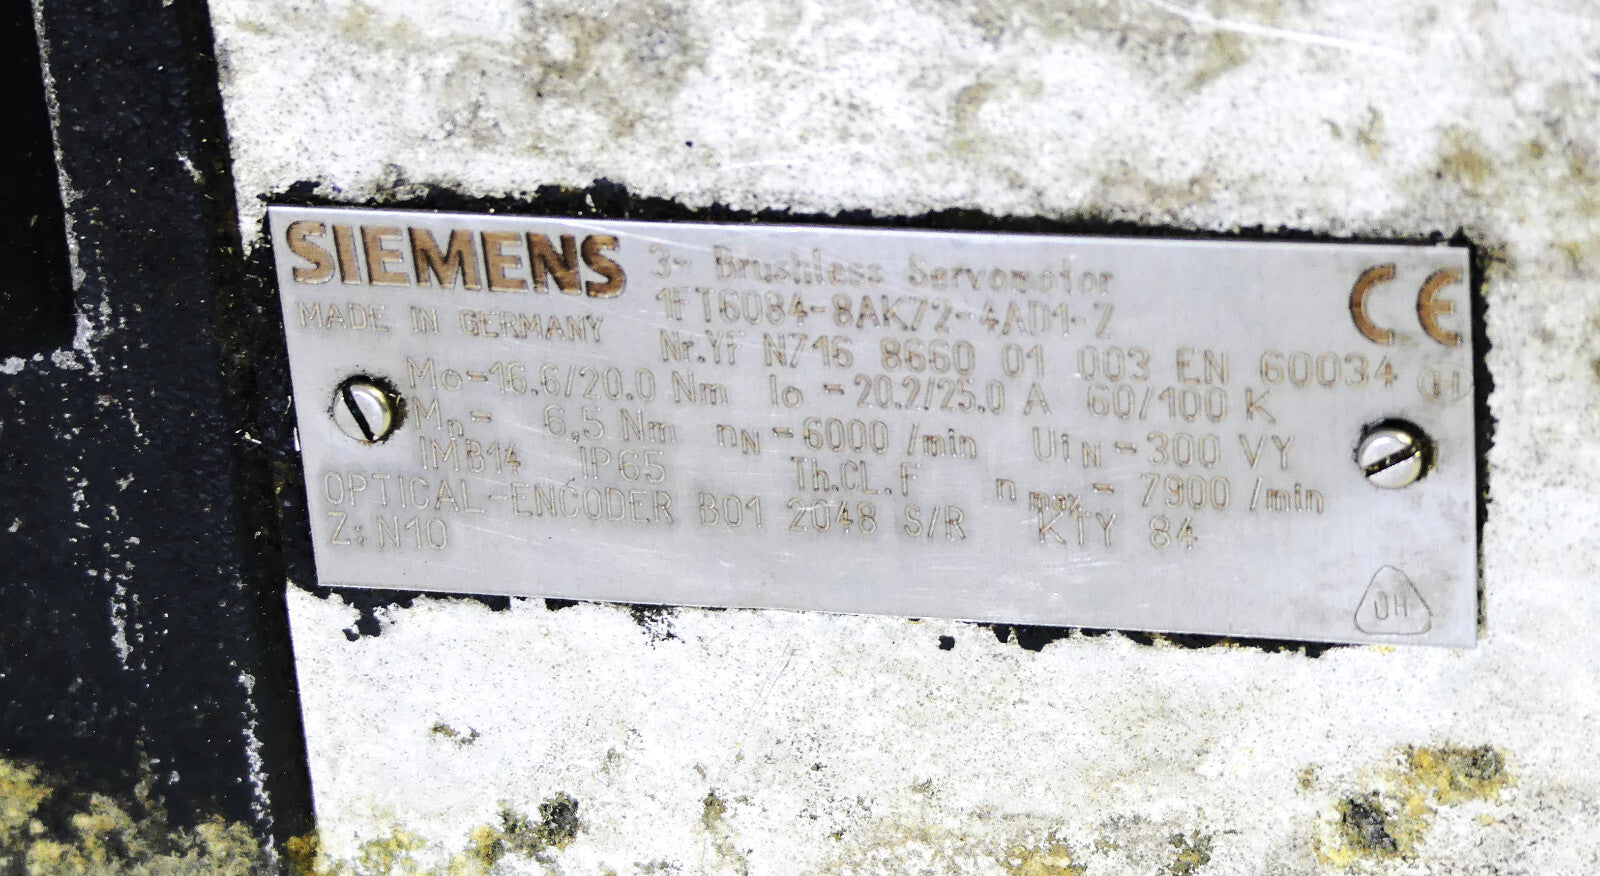 SIEMENS
3~ Brushless Servomotor
1FT6084-8AK72-4AD1-Z
MADE IN GERMANY
Nr.YF N716 8660 01 003 EN 60034
Mo-16.6/20.0 Nm Io -20.2/25.0 A 60/100 K
Mn- 6,5 Nm nN -6000 /min UiN -300 VY
IMB14 IP65 Th.CL.F n max- 7900 /min
OPTICAL-ENCODER B01 2048 S/R KTY 84
Z:N10
CE